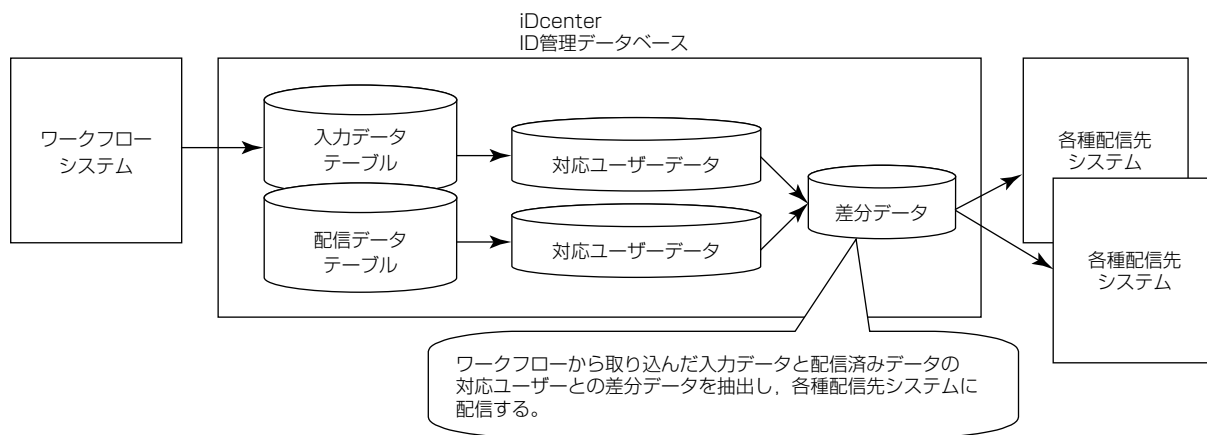 iDcenter
ID管理データベース
ワークフロー
システム
入力データ
テーブル
対応ユーザーデータ
配信データ
テーブル
対応ユーザーデータ
差分データ
各種配信先
システム
各種配信先
システム
ワークフローから取り込んだ入力データと配信済みデータの
対応ユーザーとの差分データを抽出し，各種配信先システムに
配信する。